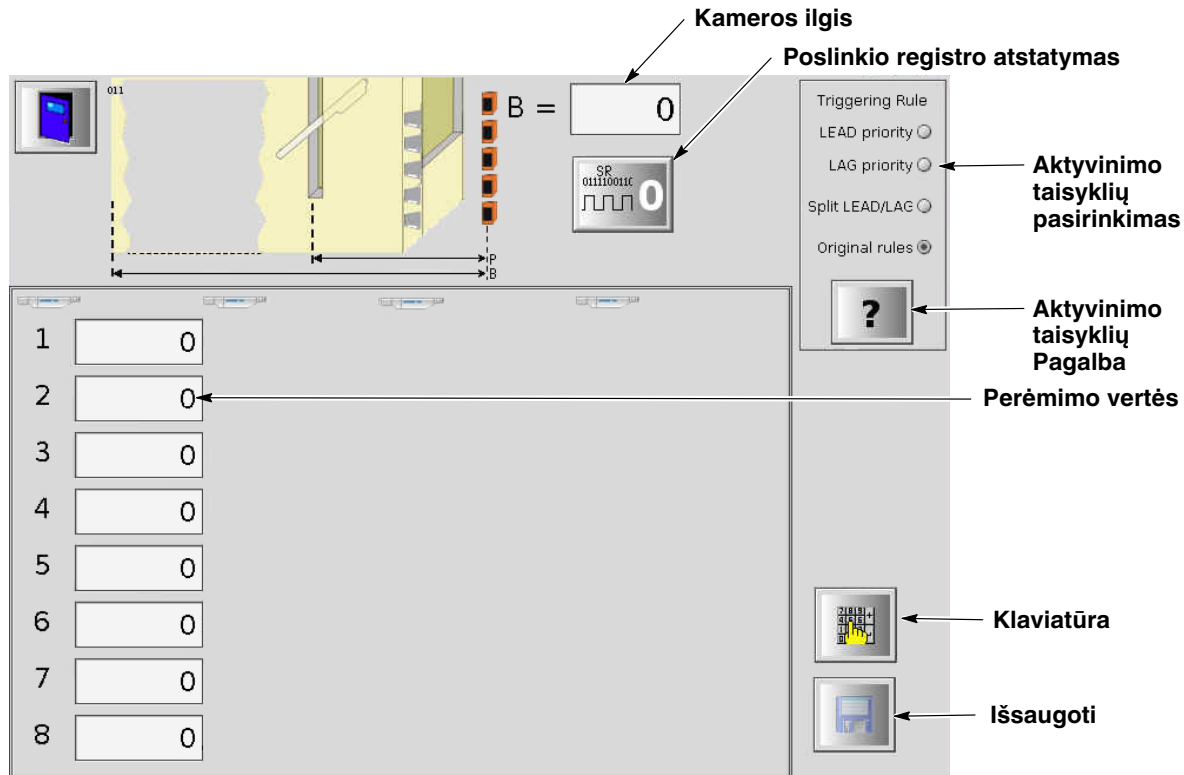 Kameros ilgis
Poslinkio registro atstatymas
011
B =
0
SR
011110011(
0
P
B
Triggering Rule
LEAD priority
LAG priority
Split LEAD/LAG
Original rules
?
Aktyvinimo
taisyklių
pasirinkimas
Aktyvinimo
taisyklių
Pagalba
Perėmimo vertės
1 0
2 0
3 0
4 0
5 0
6 0
7 0
8 0
Klaviatūra
Išsaugoti